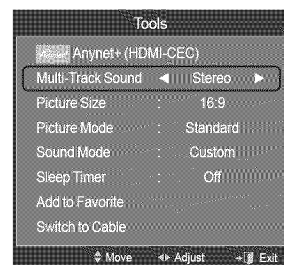 Tools
Anynet+ (HDMI-CEC)
Multi-Track Sound ◄ Stereo ►
Picture Size : 16:9
Picture Mode : Standard
Sound Mode : Custom
Sleep Timer : Off
Add to Favorite
Switch to Cable
Move Adjust Exit